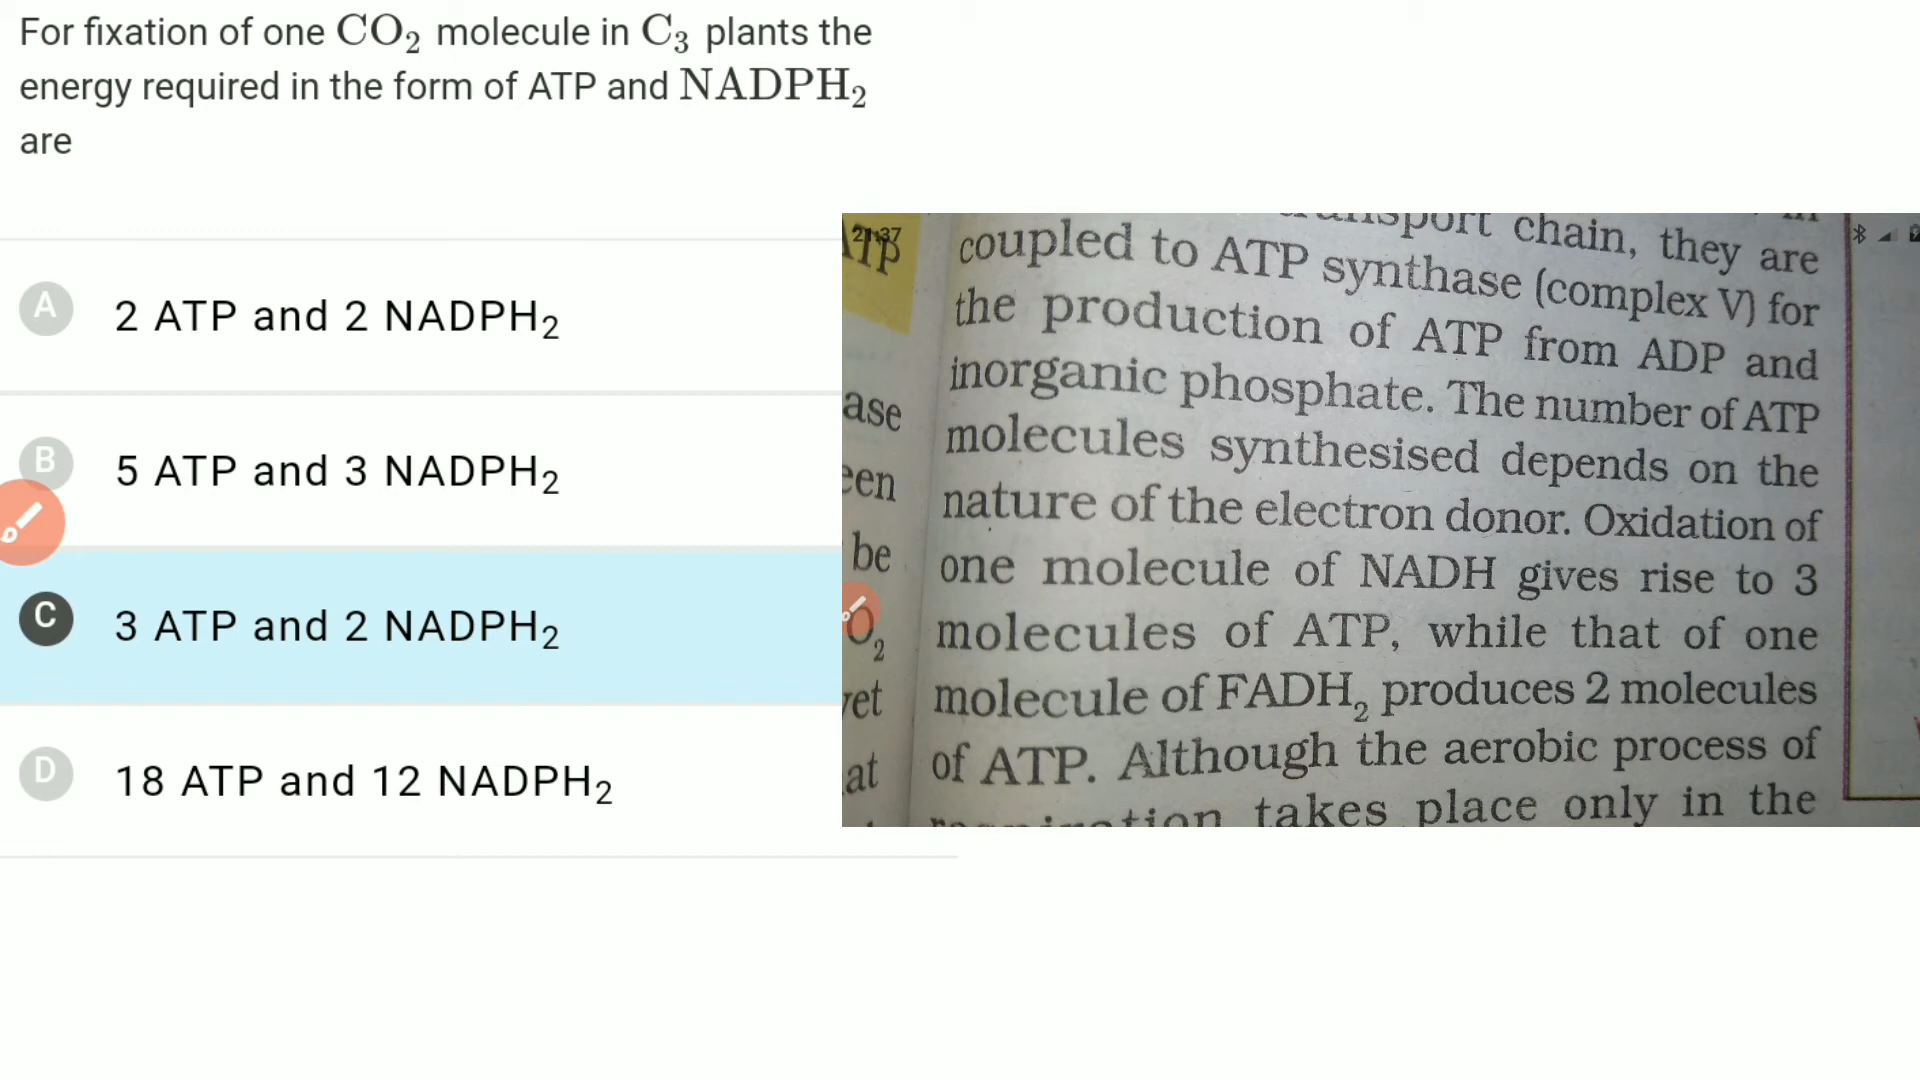 For fixation of one CO₂ molecule in C₃ plants the
energy required in the form of ATP and NADPH₂
are
A 2 ATP and 2 NADPH₂
B 5 ATP and 3 NADPH₂
C 3 ATP and 2 NADPH₂
D 18 ATP and 12 NADPH₂
21:37
ase
een
be
O₂
at
chain, they are
coupled to ATP synthase (complex V) for
the production of ATP from ADP and
inorganic phosphate. The number of ATP
molecules synthesised depends on the
nature of the electron donor. Oxidation of
one molecule of NADH gives rise to 3
molecules of ATP, while that of one
molecule of FADH₂ produces 2 molecules
of ATP. Although the aerobic process of
takes place only in the